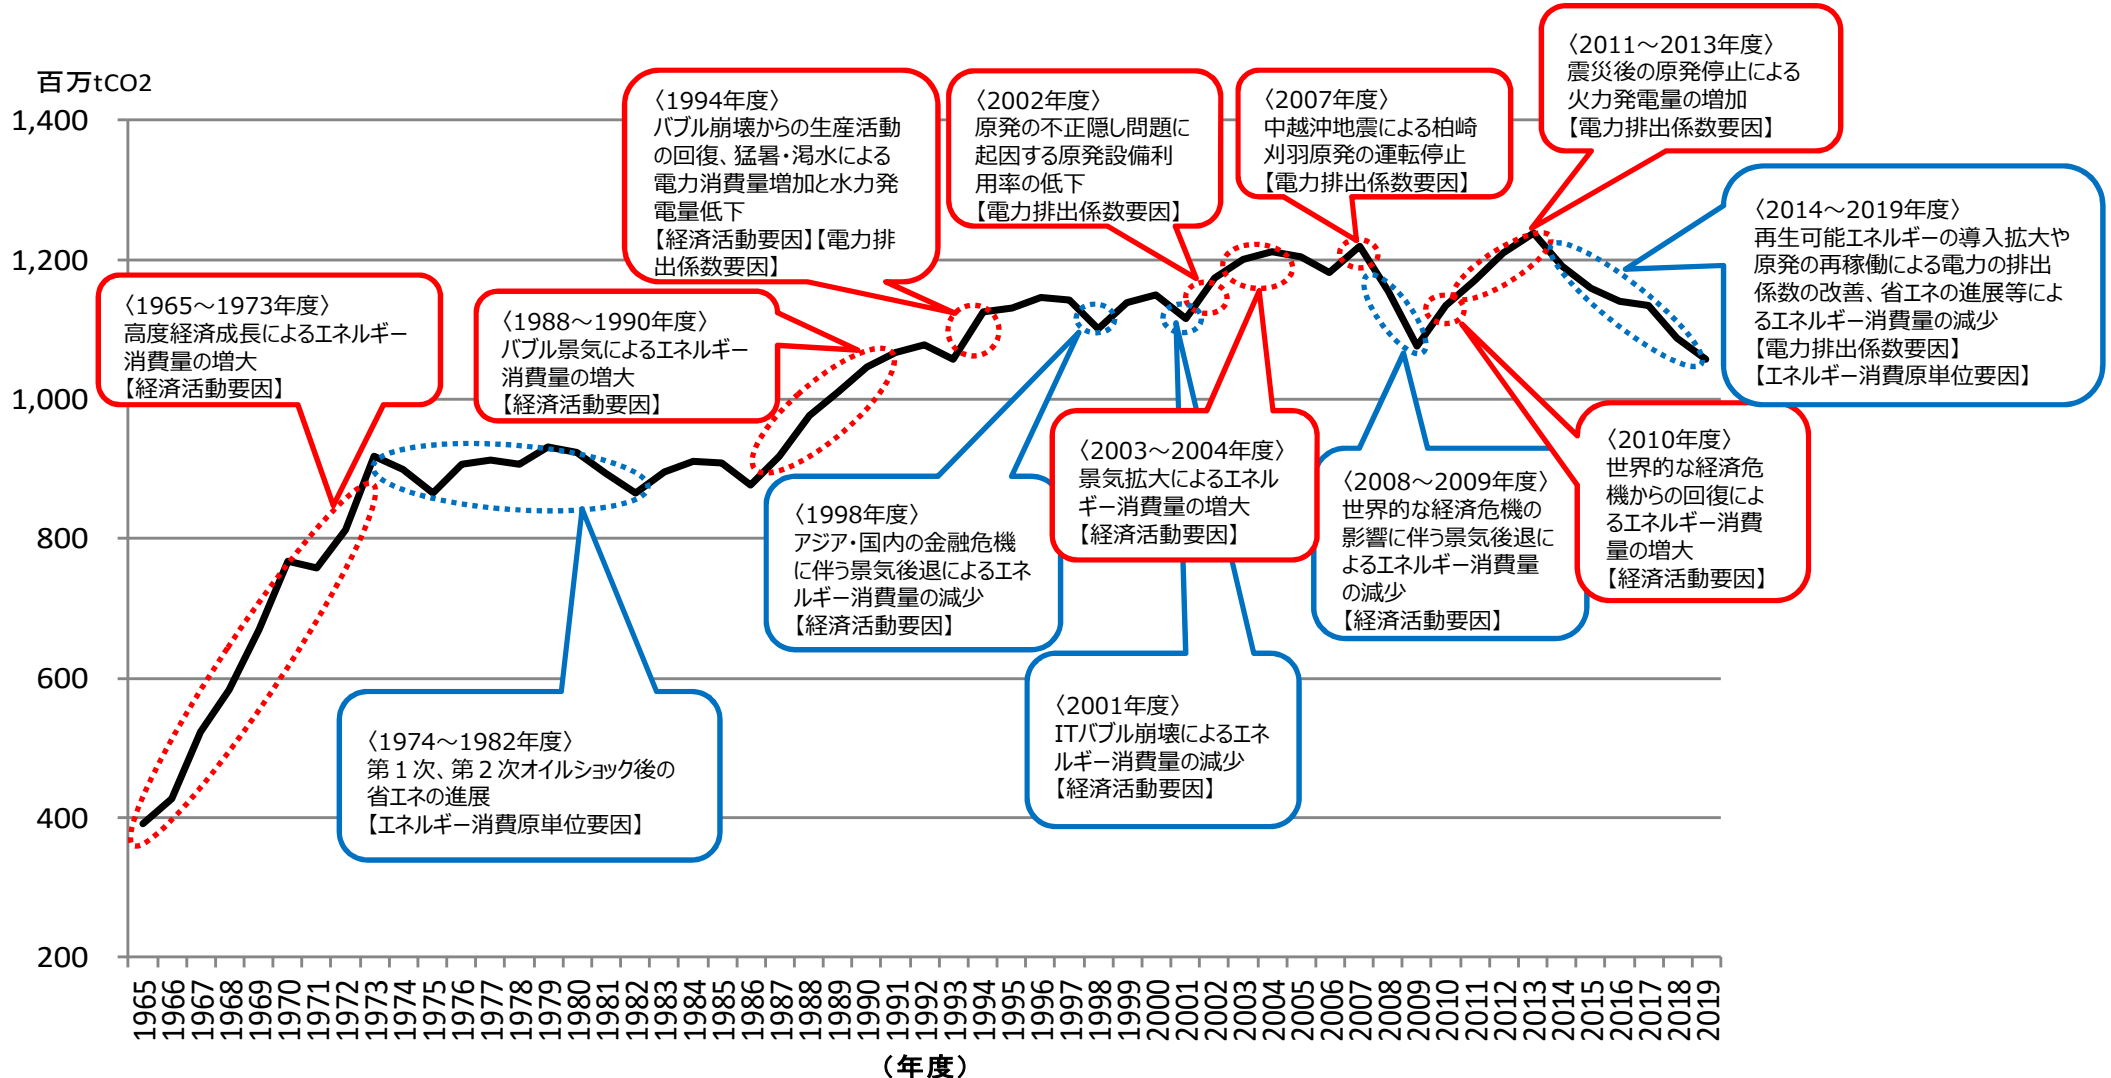 百万tCO2
1,400
1,200
1,000
800
600
400
200
〈1965～1973年度〉
高度経済成長によるエネルギー
消費量の増大
【経済活動要因】
〈1974～1982年度〉
第１次、第２次オイルショック後の
省エネの進展
【エネルギー消費原単位要因】
〈1988～1990年度〉
バブル景気によるエネルギー
消費量の増大
【経済活動要因】
〈1994年度〉
バブル崩壊からの生産活動
の回復、猛暑・渇水による
電力消費量増加と水力発
電量低下
【経済活動要因】【電力排
出係数要因】
〈1998年度〉
アジア・国内の金融危機
に伴う景気後退によるエネ
ルギー消費量の減少
【経済活動要因】
〈2001年度〉
ITバブル崩壊によるエネ
ルギー消費量の減少
【経済活動要因】
〈2002年度〉
原発の不正隠し問題に
起因する原発設備利
用率の低下
【電力排出係数要因】
〈2003～2004年度〉
景気拡大によるエネル
ギー消費量の増大
【経済活動要因】
〈2007年度〉
中越沖地震による柏崎
刈羽原発の運転停止
【電力排出係数要因】
〈2008～2009年度〉
世界的な経済危機の
影響に伴う景気後退に
よるエネルギー消費量
の減少
【経済活動要因】
〈2010年度〉
世界的な経済危
機からの回復によ
るエネルギー消費
量の増大
【経済活動要因】
〈2011～2013年度〉
震災後の原発停止による
火力発電量の増加
【電力排出係数要因】
〈2014～2019年度〉
再生可能エネルギーの導入拡大や
原発の再稼働による電力の排出
係数の改善、省エネの進展等によ
るエネルギー消費量の減少
【電力排出係数要因】
【エネルギー消費原単位要因】
1965
1966
1967
1968
1969
1970
1971
1972
1973
1974
1975
1976
1977
1978
1979
1980
1981
1982
1983
1984
1985
1986
1987
1988
1989
1990
1991
1992
1993
1994
1995
1996
1997
1998
1999
2000
2001
2002
2003
2004
2005
2006
2007
2008
2009
2010
2011
2012
2013
2014
2015
2016
2017
2018
2019
（年度）